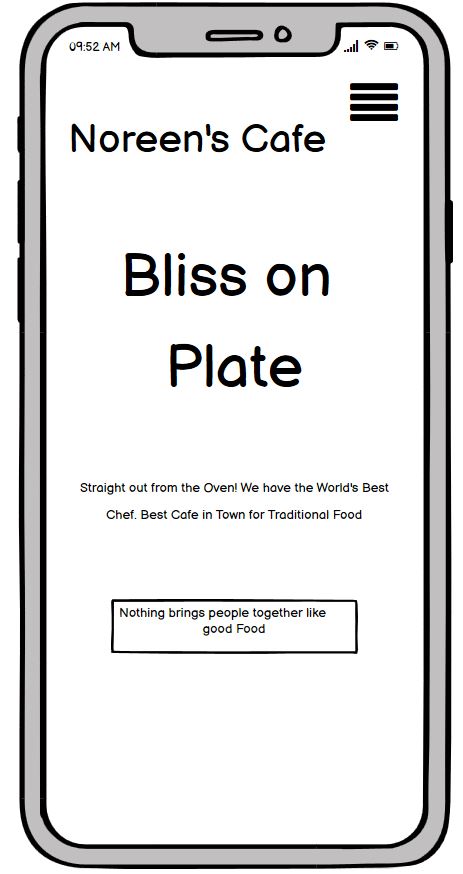 09:52 AM
Noreen's Cafe
Bliss on
Plate
Straight out from the Oven! We have the World's Best
Chef. Best Cafe in Town for Traditional Food
Nothing brings people together like
good Food